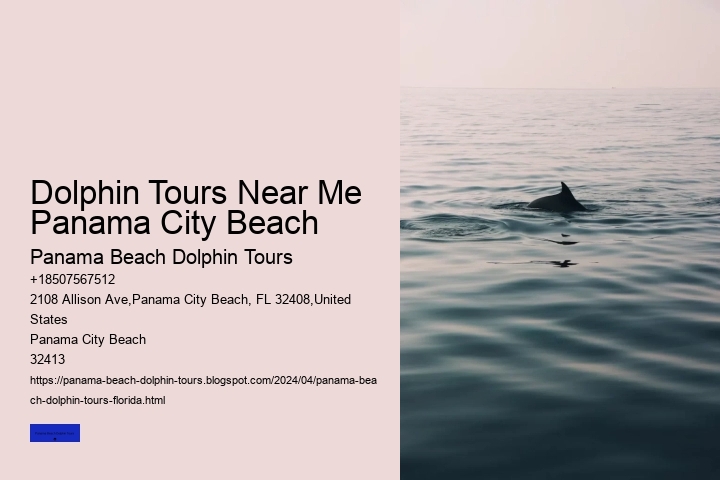 Dolphin Tours Near Me
Panama City Beach
Panama Beach Dolphin Tours
+18507567512
2108 Allison Ave,Panama City Beach, FL 32408,United
States
Panama City Beach
32413
https://panama-beach-dolphin-tours.blogspot.com/2024/04/panama-bea
ch-dolphin-tours-florida.html